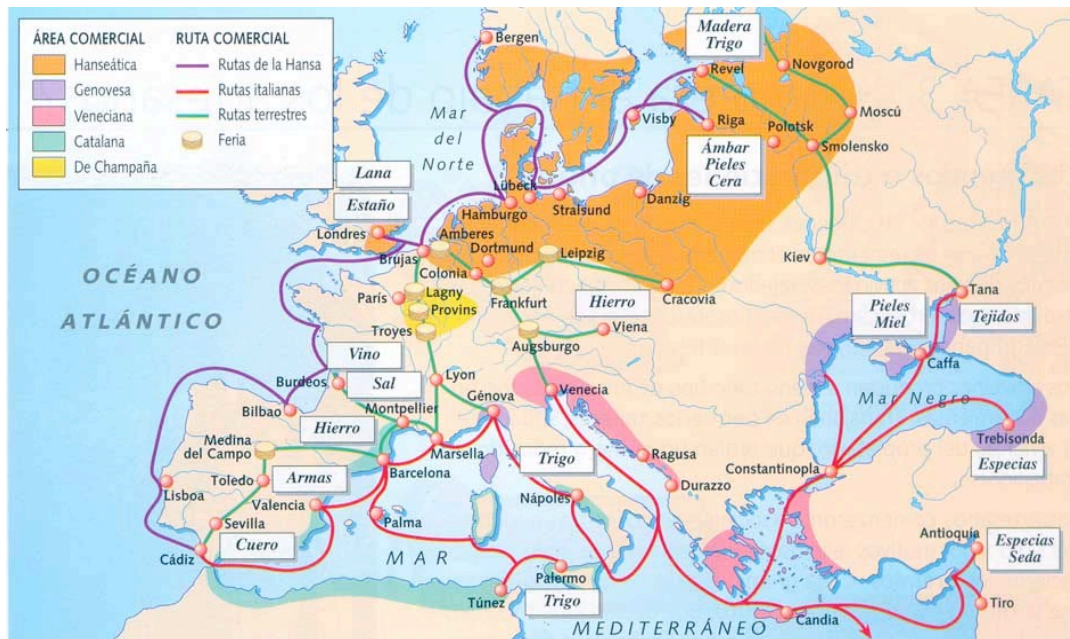 ÁREA COMERCIAL
Hanseática
Genovesa
Veneciana
Catalana
De Champaña
RUTA COMERCIAL
Rutas de la Hansa
Rutas italianas
Rutas terrestres
Feria
Bergen
Madera
Trigo
Novgorod
Revel
Moscú
Visby
Riga
Polotsk
Smolensko
Mar
del
Norte
Ámbar
Pieles
Cera
Lana
Estaño
Lübeck
Hamburgo
Stralsund
Danzig
Londres
Amberes
Brujas
Dortmund
Leipzig
Colonia
Kiev
OCÉANO
ATLÁNTICO
París
Lagny
Provins
Frankfurt
Hierro
Cracovia
Tana
Troyes
Augsburgo
Viena
Pieles
Miel
Tejidos
Vino
Burdeos
Sal
Lyon
Génova
Venecia
Caffa
Mar Negro
Bilbao
Hierro
Montpellier
Trebisonda
Medina
del Campo
Marsella
Trigo
Ragusa
Constantinopla
Especias
Toledo
Armas
Barcelona
Lisboa
Valencia
Nápoles
Durazzo
Palma
Sevilla
Cuero
Antioquía
Especias
Seda
Cádiz
MAR
Palermo
Túnez
Trigo
Candia
Tiro
MEDITERRÁNEO